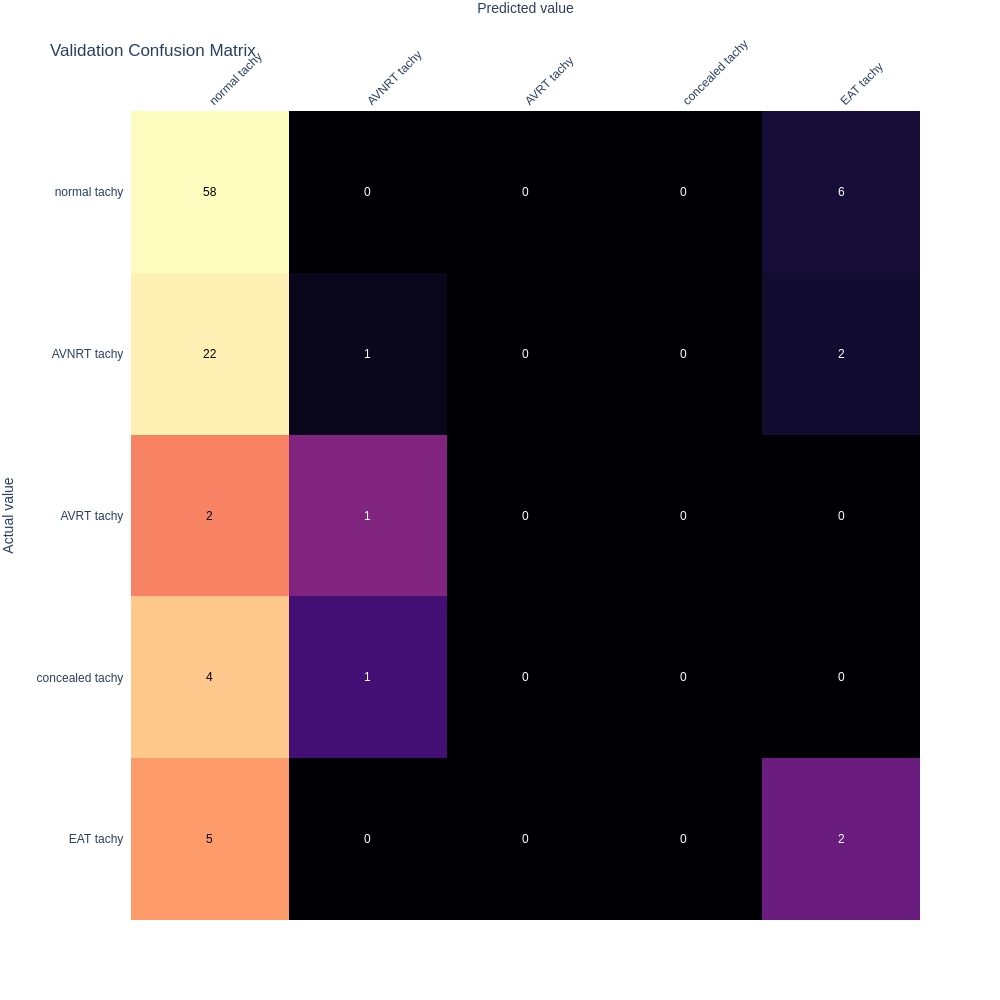 Predicted value
Validation Confusion Matrix
normal tachy AVNRT tachy AVRT tachy concealed tachy EAT tachy
normal tachy 58 0 0 0 6
AVNRT tachy 22 1 0 0 2
AVRT tachy 2 1 0 0 0
concealed tachy 4 1 0 0 0
EAT tachy 5 0 0 0 2
Actual value